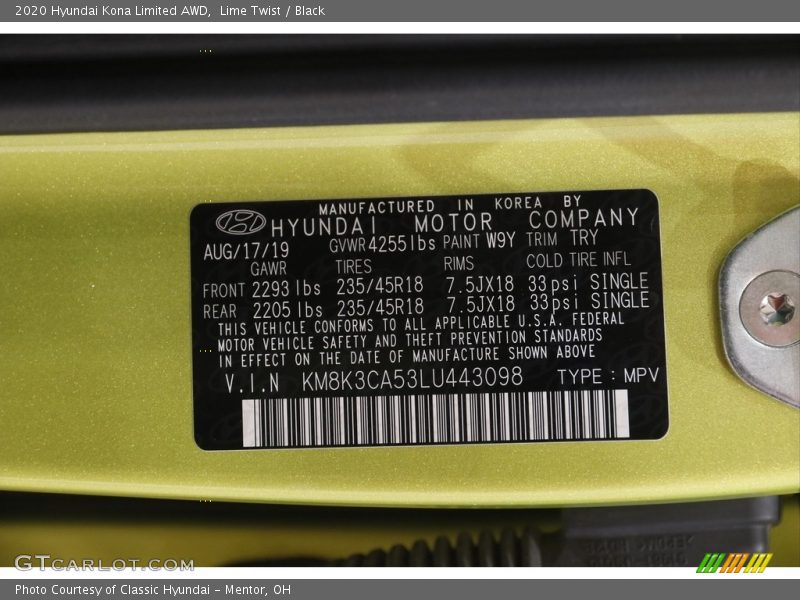 2020 Hyundai Kona Limited AWD, Lime Twist / Black
MANUFACTURED IN KOREA BY
HYUNDAI MOTOR COMPANY
AUG/17/19 GVWR 4255 lbs PAINT W9Y TRIM TRY
GAWR TIRES RIMS COLD TIRE INFL
FRONT 2293 lbs 235/45R18 7.5JX18 33psi SINGLE
REAR 2205 lbs 235/45R18 7.5JX18 33psi SINGLE
THIS VEHICLE CONFORMS TO ALL APPLICABLE U.S.A. FEDERAL
MOTOR VEHICLE SAFETY AND THEFT PREVENTION STANDARDS
IN EFFECT ON THE DATE OF MANUFACTURE SHOWN ABOVE
V.I.N KM8K3CA53LU443098 TYPE : MPV
GTCARLOT.COM
Photo Courtesy of Classic Hyundai - Mentor, OH